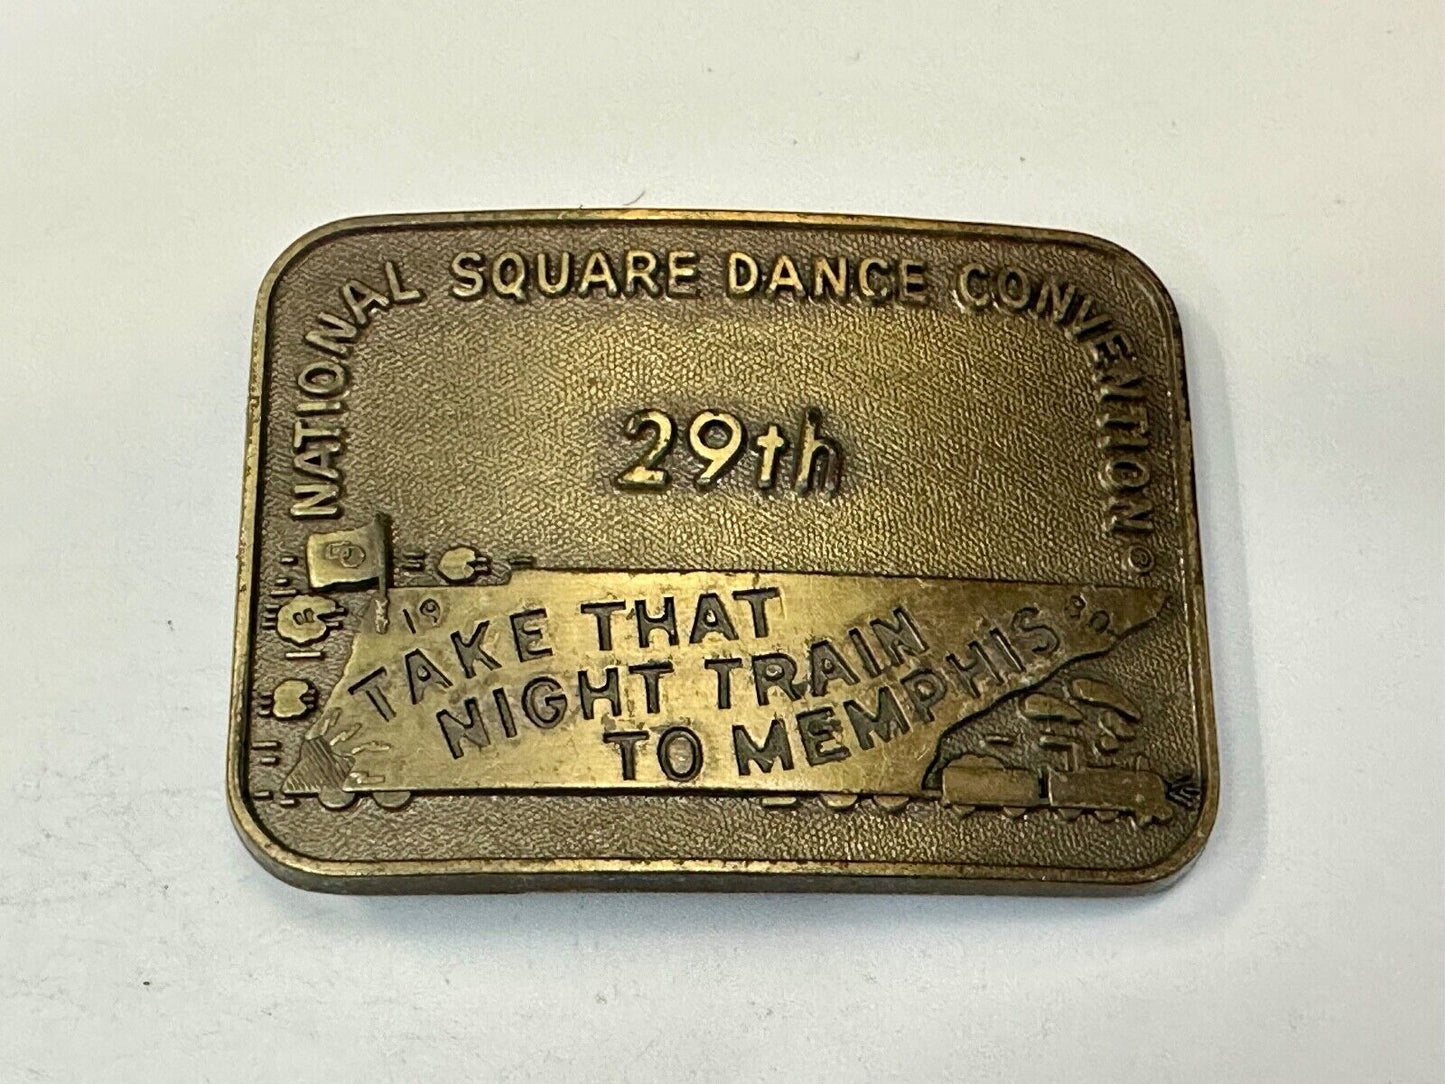 NATIONAL SQUARE DANCE CONVENTION®
29th
19 80
TAKE THAT
NIGHT TRAIN
TO MEMPHIS